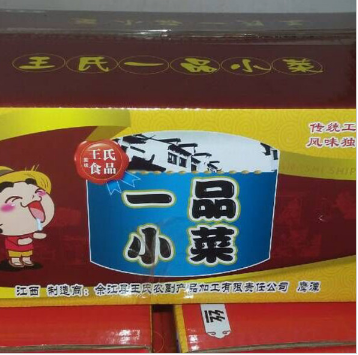 王氏一品小菜
传统工
风味独
王氏
食品
一品
小菜
江西 制造商：余江县王氏农副产品加工有限责任公司 鹰潭